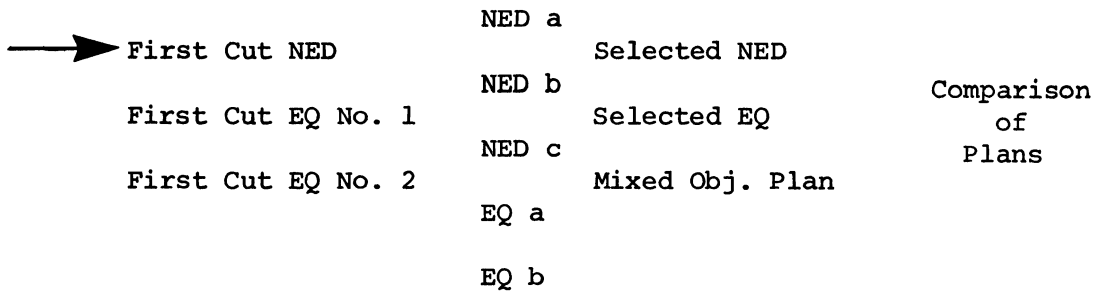 First Cut NED
First Cut EQ No. 1
First Cut EQ No. 2
NED a
NED b
NED c
EQ a
EQ b
Selected NED
Selected EQ
Mixed Obj. Plan
Comparison
of
Plans